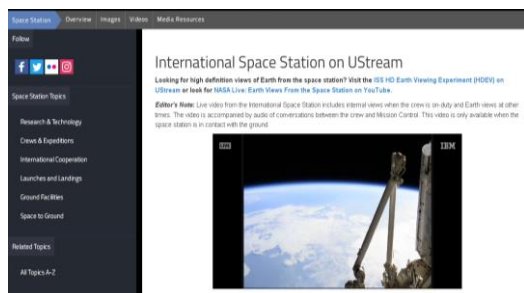 Space Station Overview Images Videos Media Resources
Follow
Space Station Topics
Research & Technology
Crews & Expeditions
International Cooperation
Launches and Landings
Ground Facilities
Space to Ground
Related Topics
All Topics A-Z
International Space Station on UStream
Looking for high definition views of Earth from the space station? Visit the ISS HD Earth Viewing Experiment (HDEV) on
UStream or look for NASA Live: Earth Views From the Space Station on YouTube.
Editor's Note: Live video from the International Space Station includes internal views when the crew is on-duty and Earth views at other
times. The video is accompanied by audio of conversations between the crew and Mission Control. This video is only available when the
space station is in contact with the ground.
IBM